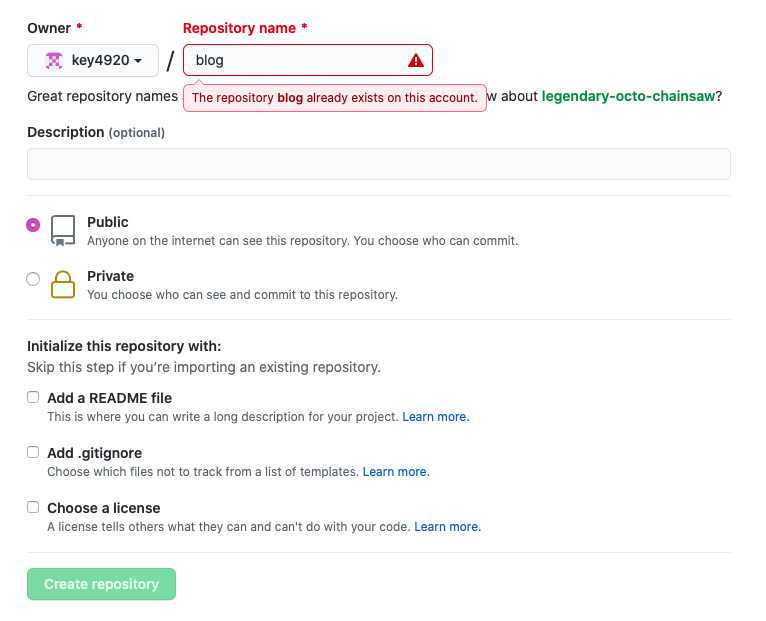 Owner * Repository name *
key4920 / blog
Great repository names The repository blog already exists on this account. w about legendary-octo-chainsaw?
Description (optional)
Public
Anyone on the internet can see this repository. You choose who can commit.
Private
You choose who can see and commit to this repository.
Initialize this repository with:
Skip this step if you’re importing an existing repository.
Add a README file
This is where you can write a long description for your project. Learn more.
Add .gitignore
Choose which files not to track from a list of templates. Learn more.
Choose a license
A license tells others what they can and can't do with your code. Learn more.
Create repository